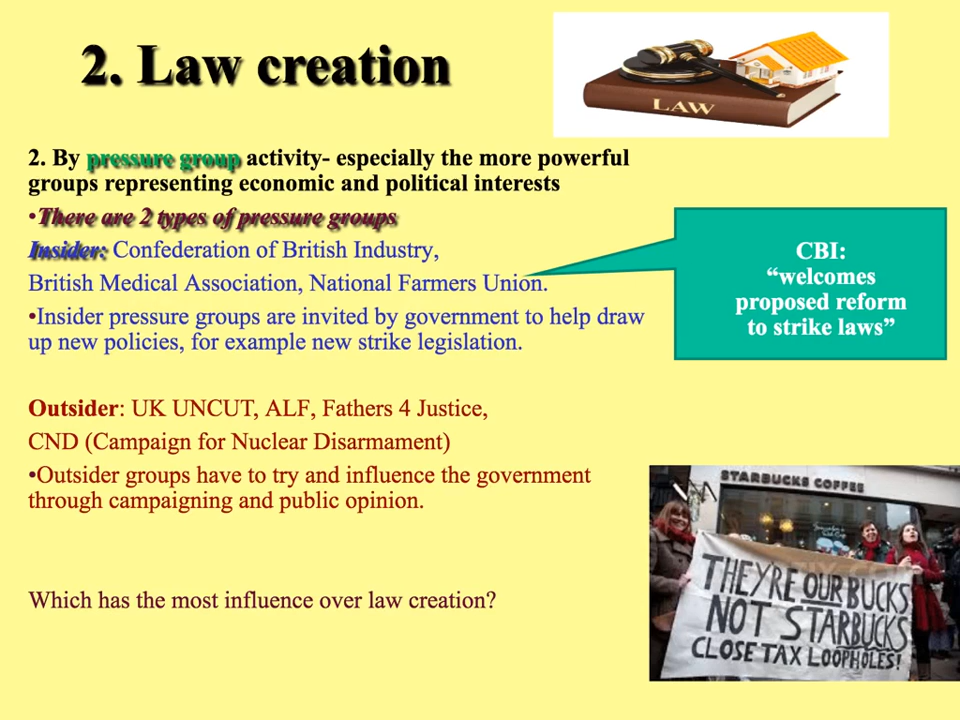 2. Law creation
LAW
2. By pressure group activity- especially the more powerful
groups representing economic and political interests
•There are 2 types of pressure groups
Insider: Confederation of British Industry,
British Medical Association, National Farmers Union.
•Insider pressure groups are invited by government to help draw
up new policies, for example new strike legislation.
CBI:
“welcomes
proposed reform
to strike laws”
Outsider: UK UNCUT, ALF, Fathers 4 Justice,
CND (Campaign for Nuclear Disarmament)
•Outsider groups have to try and influence the government
through campaigning and public opinion.
Which has the most influence over law creation?
STARBUCKS COFFEE
THEYRE OUR BUCKS
NOT STARBUCKS
CLOSE TAX LOOPHOLES!